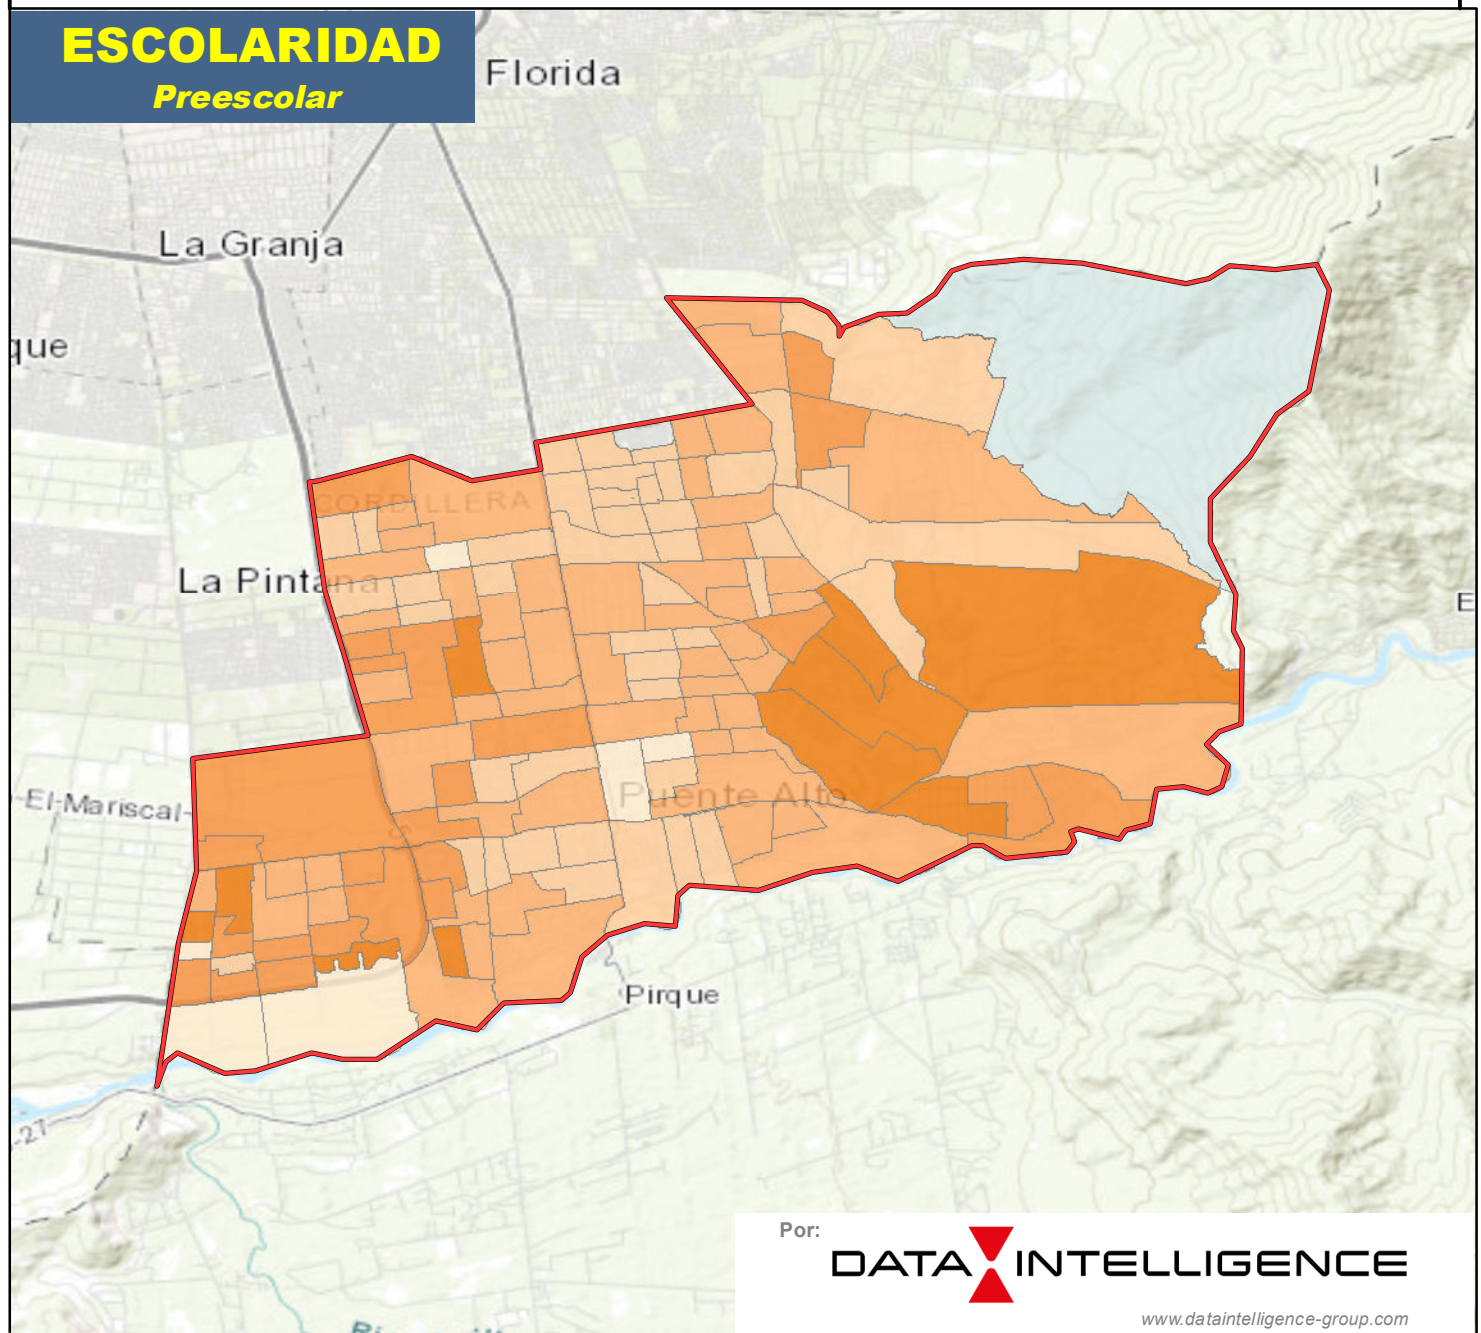 ESCOLARIDAD
Preescolar
Florida
La Granja
que
CORDILLERA
La Pintana
E
El Mariscal
Puente Alto
Pirque
-27
Por:
DATA INTELLIGENCE
www.dataintelligence-group.com